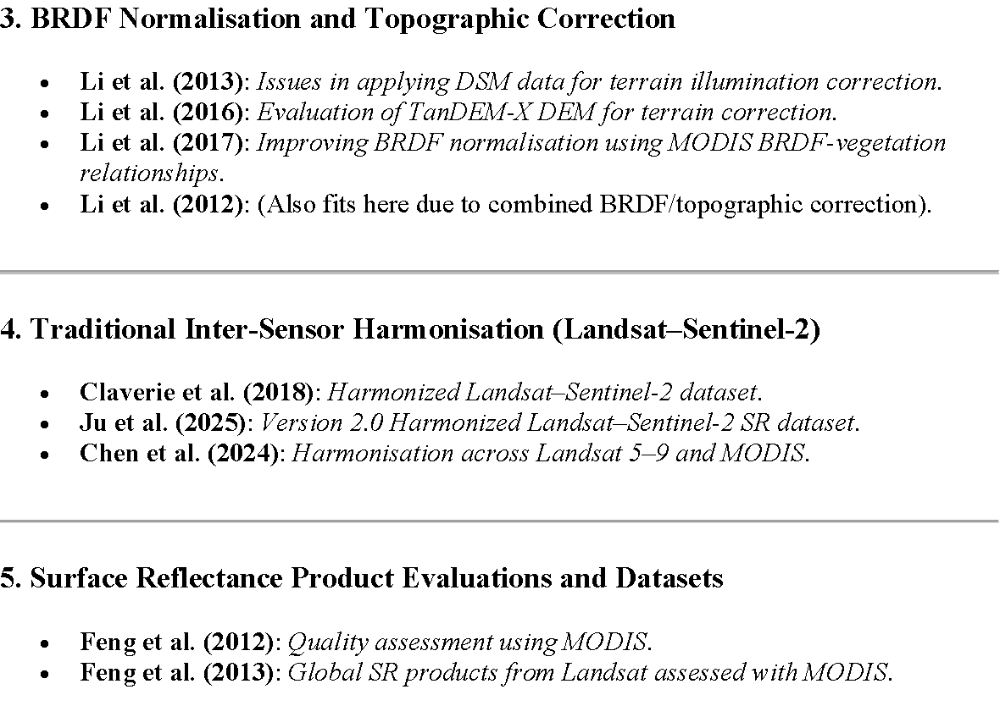 3. BRDF Normalisation and Topographic Correction
• Li et al. (2013): Issues in applying DSM data for terrain illumination correction.
• Li et al. (2016): Evaluation of TanDEM-X DEM for terrain correction.
• Li et al. (2017): Improving BRDF normalisation using MODIS BRDF-vegetation
relationships.
• Li et al. (2012): (Also fits here due to combined BRDF/topographic correction).
4. Traditional Inter-Sensor Harmonisation (Landsat–Sentinel-2)
• Claverie et al. (2018): Harmonized Landsat–Sentinel-2 dataset.
• Ju et al. (2025): Version 2.0 Harmonized Landsat–Sentinel-2 SR dataset.
• Chen et al. (2024): Harmonisation across Landsat 5–9 and MODIS.
5. Surface Reflectance Product Evaluations and Datasets
• Feng et al. (2012): Quality assessment using MODIS.
• Feng et al. (2013): Global SR products from Landsat assessed with MODIS.